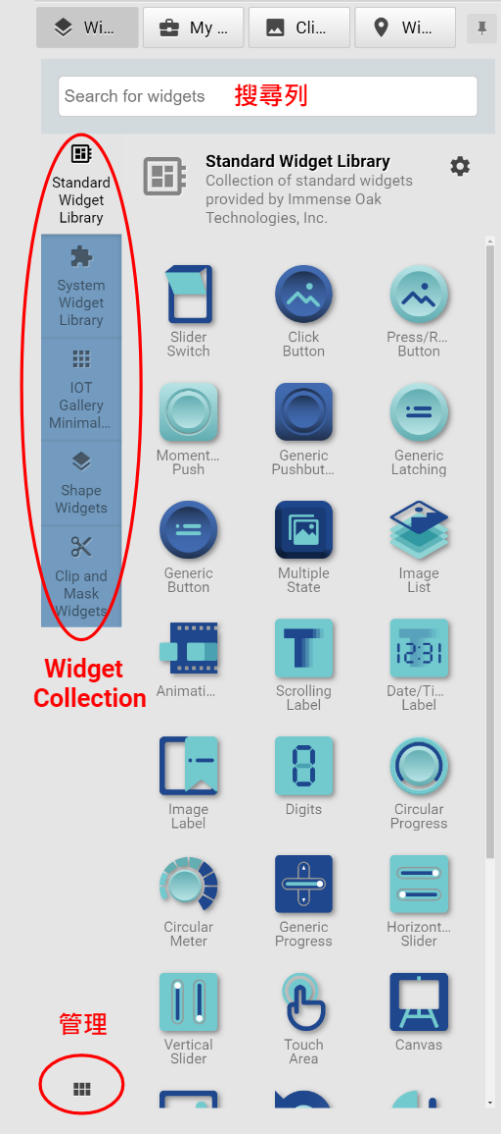 Wi...
My ...
Cli...
Wi...
Search for widgets
搜尋列
Standard
Widget
Library
System
Widget
Library
IOT
Gallery
Minimal...
Shape
Widgets
Clip and
Mask
Widgets
Widget
Collection
管理
Standard Widget Library
Collection of standard widgets
provided by Immense Oak
Technologies, Inc.
Slider
Switch
Click
Button
Press/R...
Button
Moment...
Push
Generic
Pushbut...
Generic
Latching
Generic
Button
Multiple
State
Image
List
Animati...
Scrolling
Label
12:31
Date/Ti...
Label
Image
Label
Digits
Circular
Progress
Circular
Meter
Generic
Progress
Horizont...
Slider
Vertical
Slider
Touch
Area
Canvas